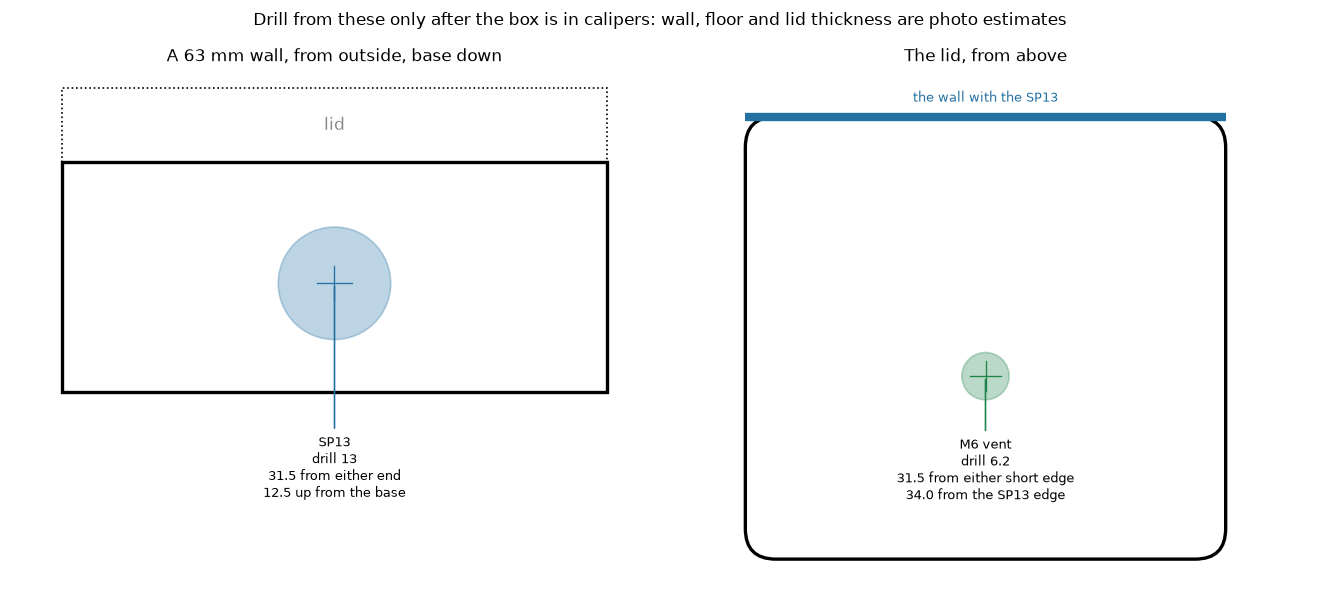 Drill from these only after the box is in calipers: wall, floor and lid thickness are photo estimates
A 63 mm wall, from outside, base down
lid
SP13
drill 13
31.5 from either end
12.5 up from the base
The lid, from above
the wall with the SP13
M6 vent
drill 6.2
31.5 from either short edge
34.0 from the SP13 edge